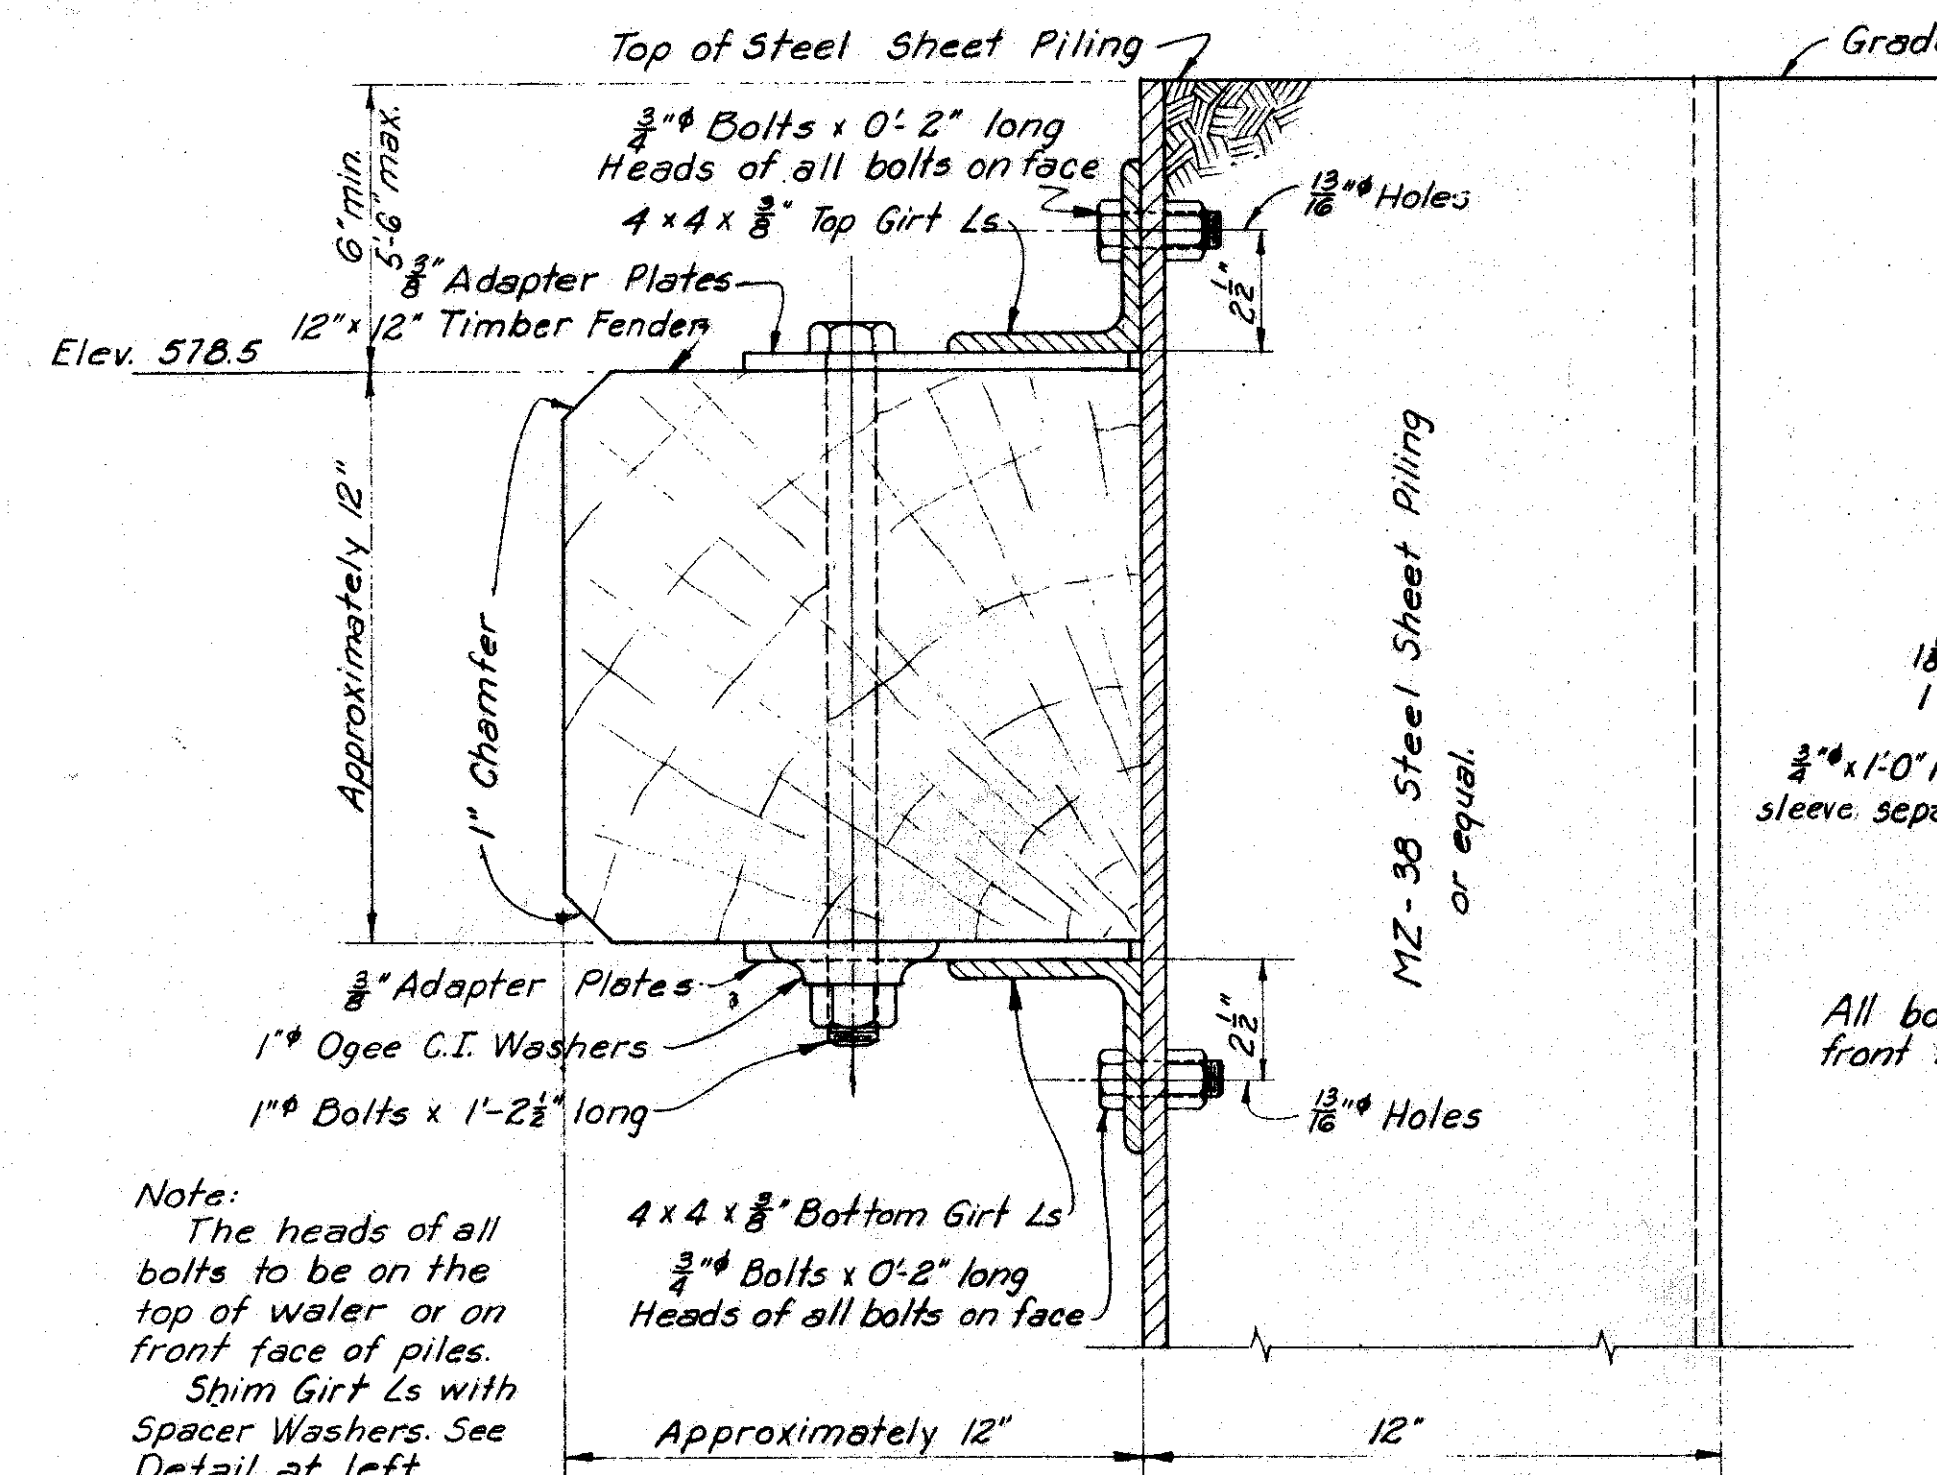 Top of Steel Sheet Piling
Grade
3/4"ϕ Bolts x 0'-2" long
Heads of all bolts on face
4 x 4 x 3/8" Top Girt Ls
13/16"ϕ Holes
6" min.
5'-6" max.
2 1/2"
3/8" Adapter Plates
12" x 12" Timber Fender
Elev. 578.5
Approximately 12"
1" Chamfer
MZ-38 Steel Sheet Piling
or equal.
1
3/4"ϕ x 1'-0"
sleeve
3/8" Adapter Plates
1"ϕ Ogee C.I. Washers
1"ϕ Bolts x 1'-2 1/2" long
2 1/2"
13/16"ϕ Holes
All
front
Note:
The heads of all
bolts to be on the
top of waler or on
front face of piles.
Shim Girt Ls with
Spacer Washers. See
Detail at left
4 x 4 x 3/8" Bottom Girt Ls
3/4"ϕ Bolts x 0'-2" long
Heads of all bolts on face
Approximately 12"
12"